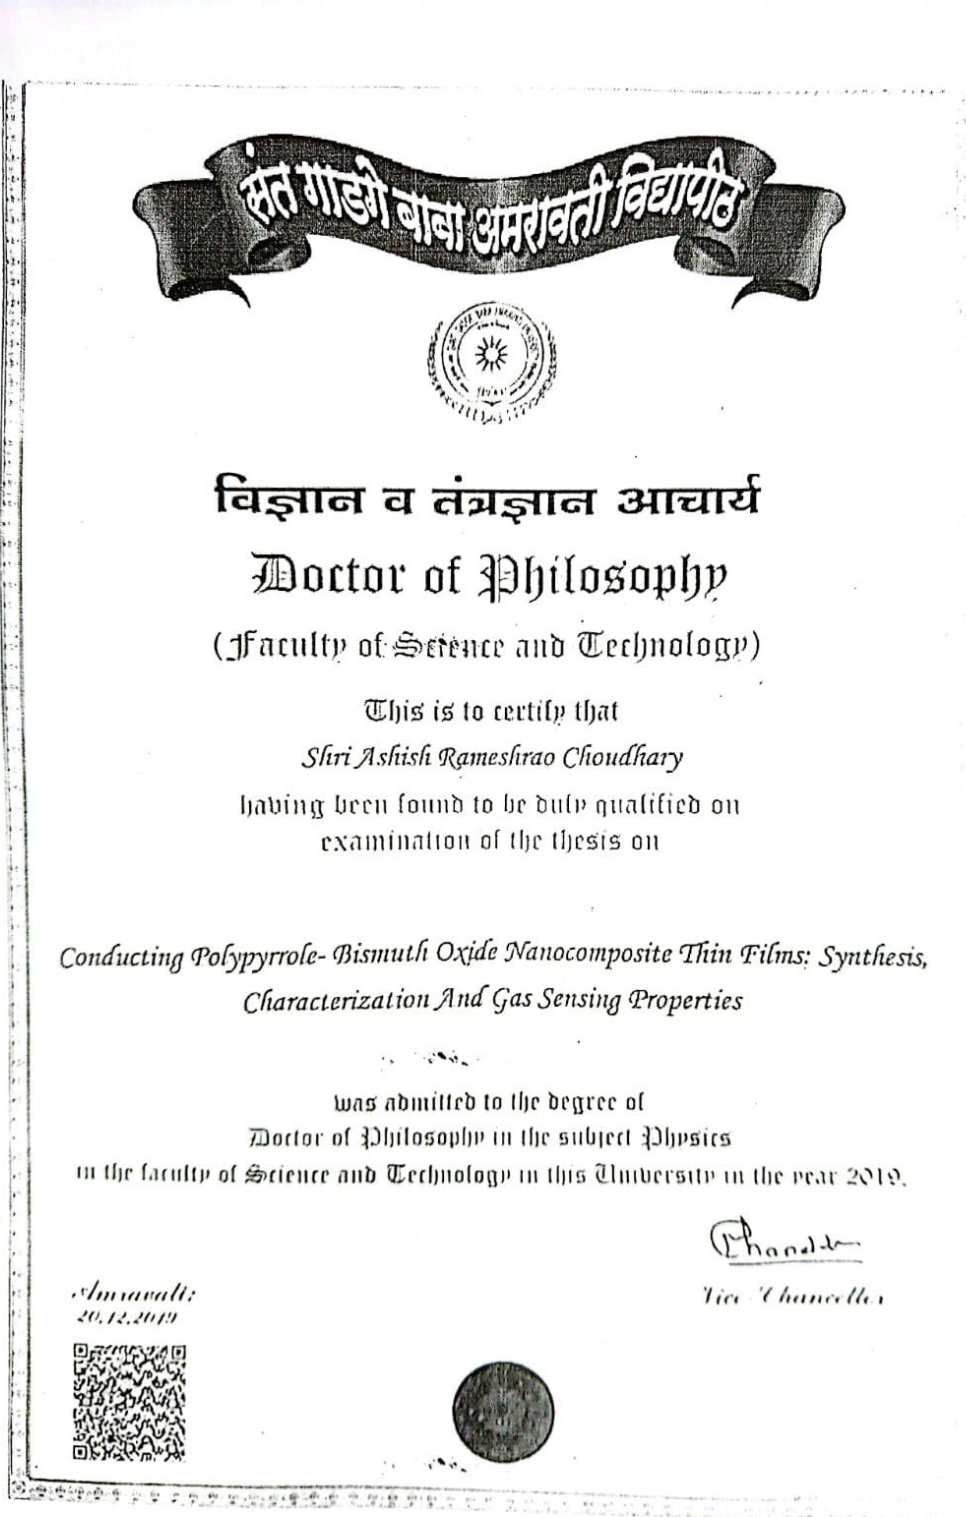 संत गाडगे बाबा अमरावती विद्यापीठ
विज्ञान व तंत्रज्ञान आचार्य
Doctor of Philosophy
(Faculty of Science and Technology)
This is to certify that
Shri Ashish Rameshrao Choudhary
having been found to be duly qualified on
examination of the thesis on
Conducting Polypyrrole- Bismuth Oxide Nanocomposite Thin Films: Synthesis,
Characterization And Gas Sensing Properties
was admitted to the degree of
Doctor of Philosophy in the subject Physics
in the faculty of Science and Technology in this University in the year 2019.
Amravati:
20.12.2019
Vice Chancellor